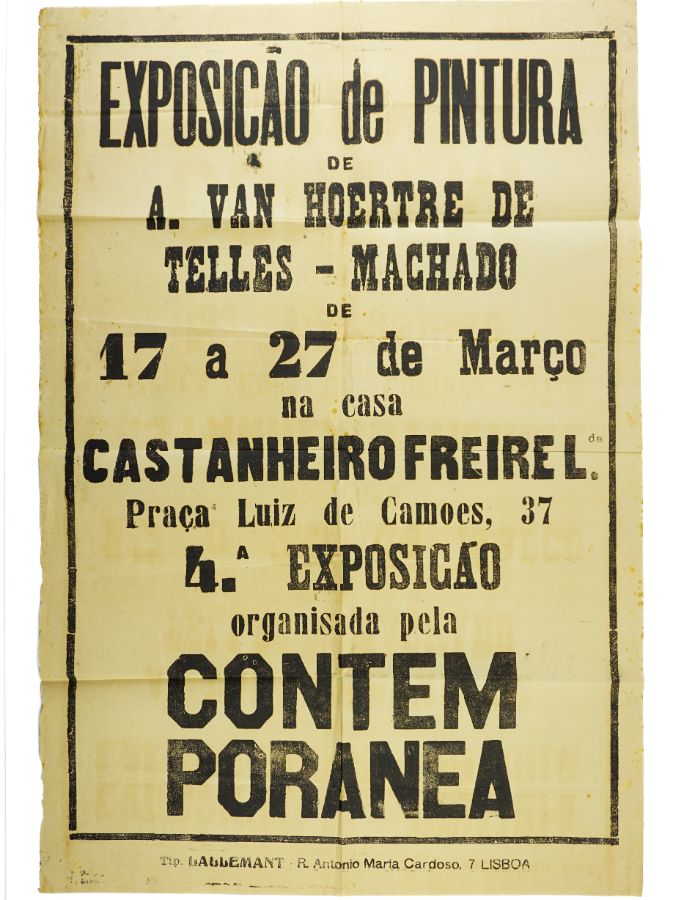 EXPOSICÃO de PINTURA
DE
A. VAN HOERTRE DE
TELLES - MACHADO
DE
17 a 27 de Março
na casa
CASTANHEIRO FREIRE L.da
Praça Luiz de Camoes, 37
4.A EXPOSICÃO
organisada pela
CONTEM
PORANEA
Tip. LALLEMANT - R. Antonio Maria Cardoso, 7 LISBOA